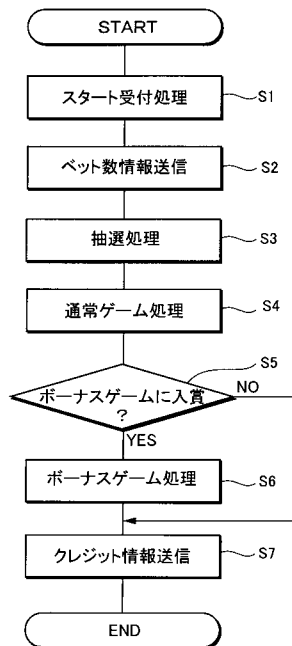 START
スタート受付処理
S1
ベット数情報送信
S2
抽選処理
S3
通常ゲーム処理
S4
S5
ボーナスゲームに入賞
?
NO
YES
ボーナスゲーム処理
S6
クレジット情報送信
S7
END